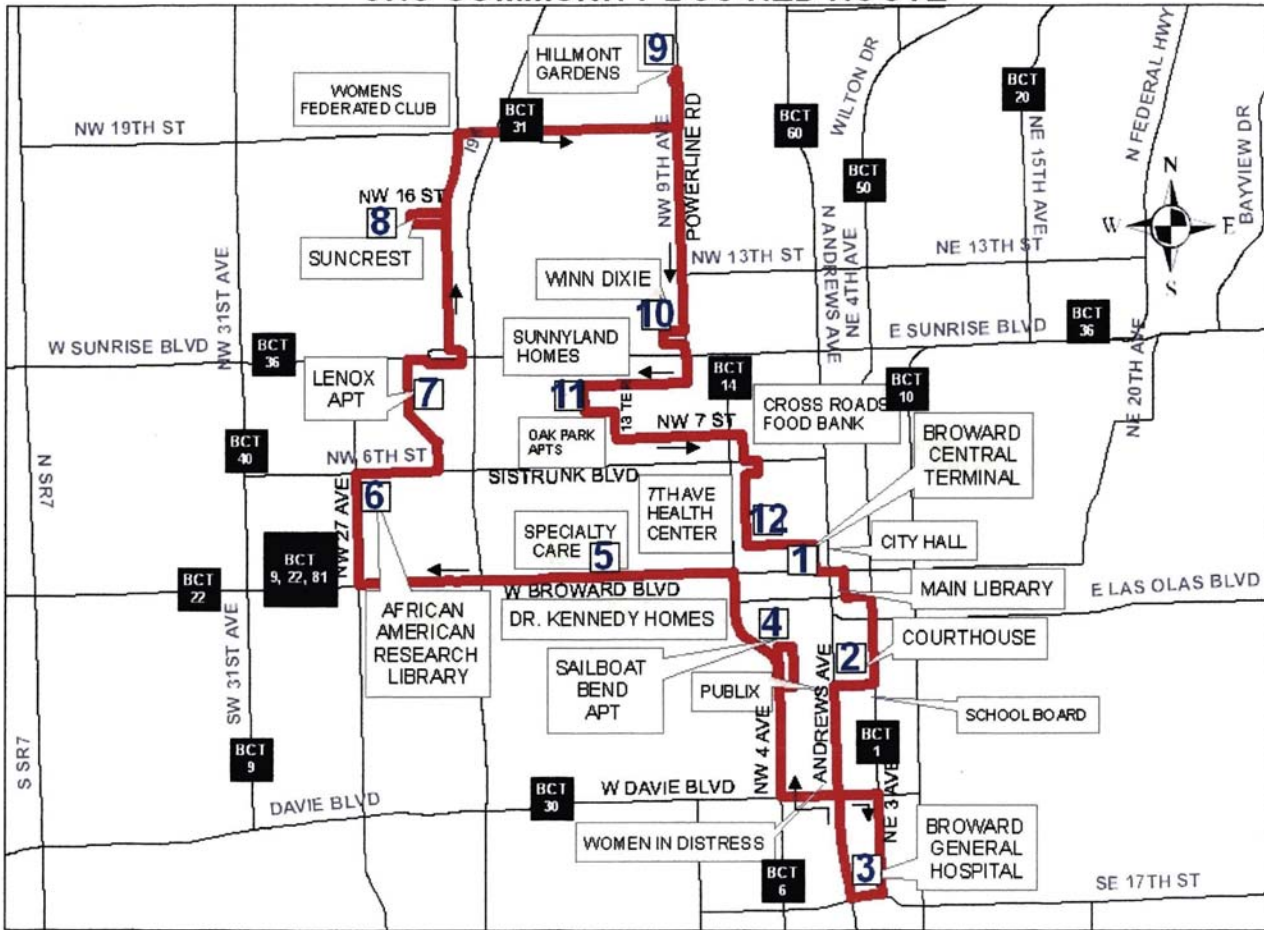 HILLMONT
GARDENS
9
WOMENS
FEDERATED CLUB
NW 19TH ST
BCT
31
I95
NW 9TH AVE
POWERLINE RD
BCT
60
WILTON DR
BCT
20
NE 15TH AVE
N FEDERAL HWY
BAYVIEW DR
N
W
E
S
BCT
50
NW 16 ST
8
SUNCREST
NW 31ST AVE
N ANDREWS AVE
NE 4TH AVE
NW 13TH ST
NE 13TH ST
WINN DIXIE
10
E SUNRISE BLVD
BCT
36
W SUNRISE BLVD
BCT
36
SUNNYLAND
HOMES
LENOX
APT
7
11
13 TER
BCT
14
BCT
10
NE 20TH AVE
OAK PARK
APTS
NW 7 ST
CROSS ROADS
FOOD BANK
BROWARD
CENTRAL
TERMINAL
BCT
40
NW 6TH ST
SISTRUNK BLVD
N SR7
NW 27 AVE
6
7TH AVE
HEALTH
CENTER
12
SPECIALTY
CARE
5
1
CITY HALL
BCT
9, 22, 81
BCT
22
W BROWARD BLVD
MAIN LIBRARY
E LAS OLAS BLVD
AFRICAN
AMERICAN
RESEARCH
LIBRARY
DR. KENNEDY HOMES
4
SAILBOAT
BEND
APT
2
COURTHOUSE
PUBLIX
SW 31ST AVE
ANDREWS AVE
SCHOOL BOARD
S SR7
BCT
9
NW 4 AVE
BCT
1
NE 3 AVE
DAVIE BLVD
BCT
30
W DAVIE BLVD
WOMEN IN DISTRESS
BCT
6
3
BROWARD
GENERAL
HOSPITAL
SE 17TH ST